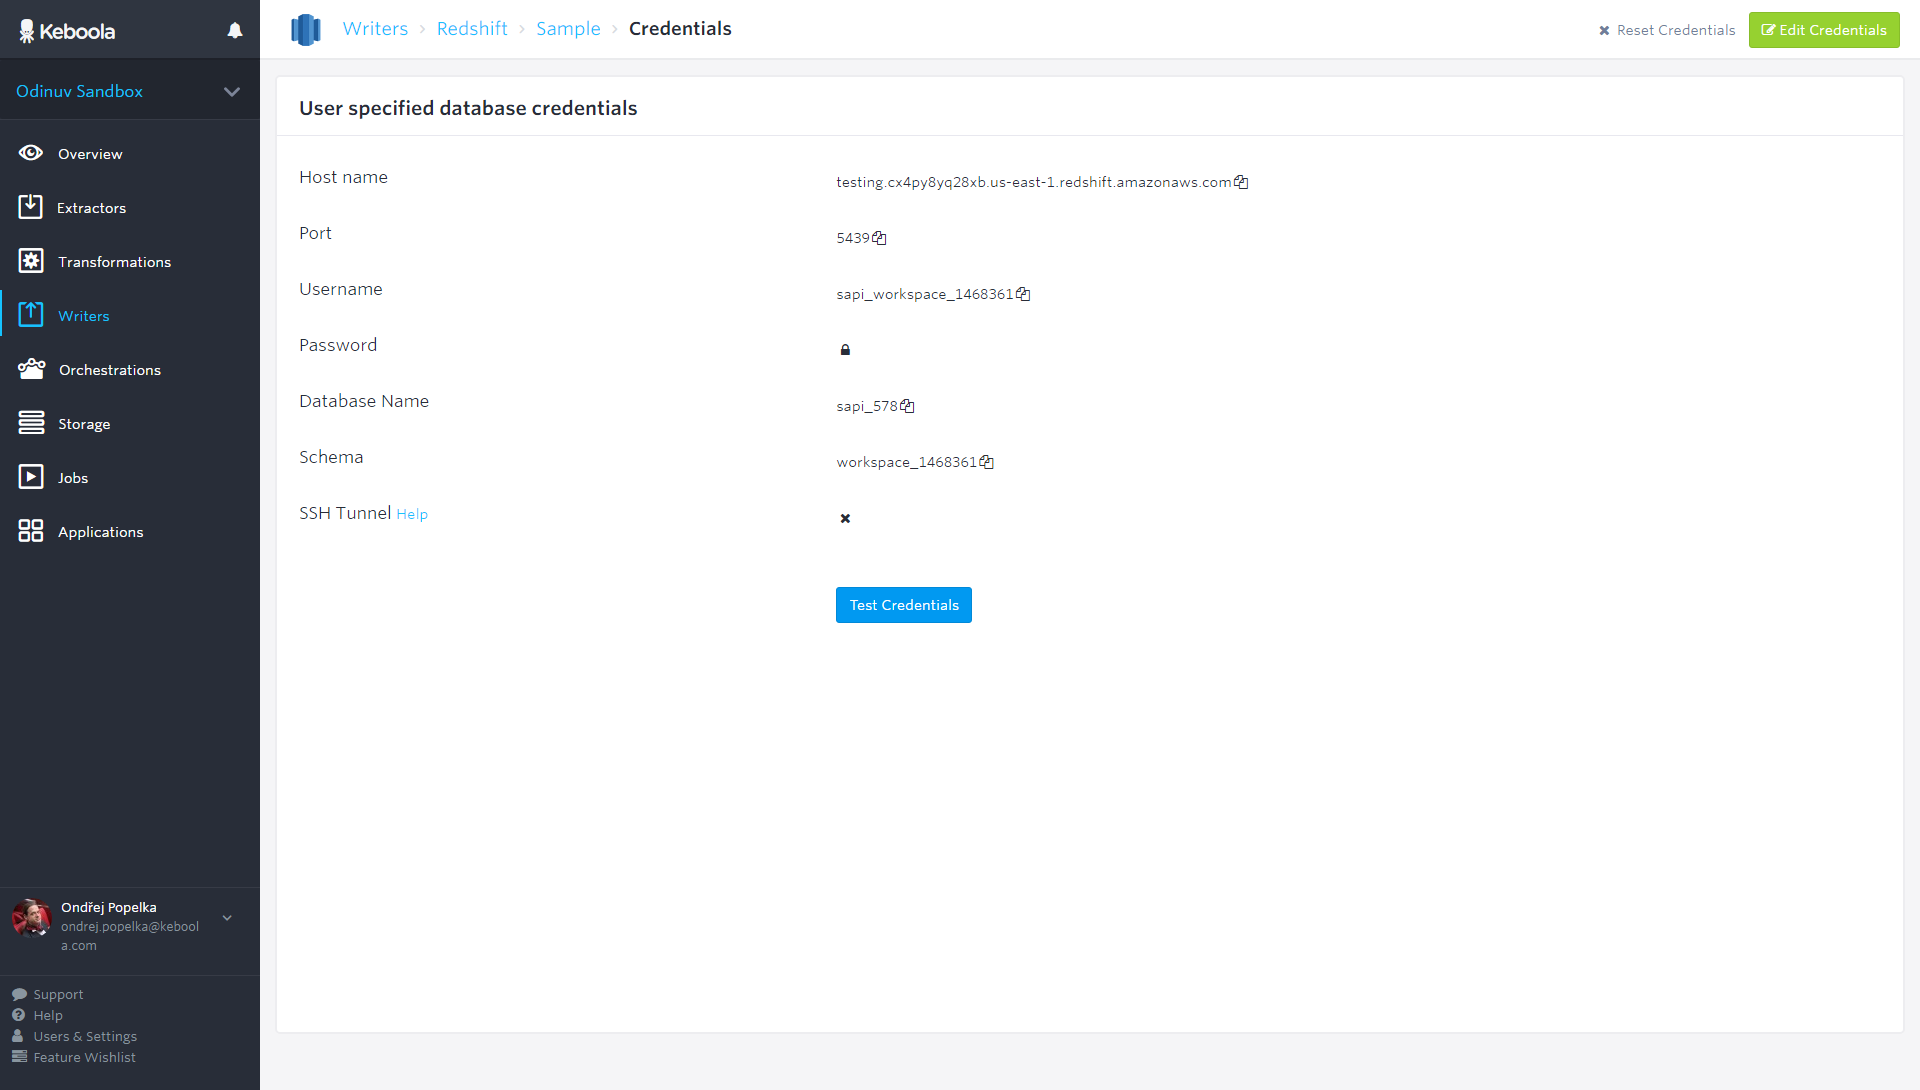 Keboola
Writers › Redshift › Sample › Credentials
Reset Credentials
Edit Credentials
Odinuv Sandbox
Overview
Extractors
Transformations
Writers
Orchestrations
Storage
Jobs
Applications
User specified database credentials
Host name
testing.cx4py8yq28xb.us-east-1.redshift.amazonaws.com
Port
5439
Username
sapi_workspace_1468361
Password
Database Name
sapi_578
Schema
workspace_1468361
SSH Tunnel Help
Test Credentials
Ondřej Popelka
ondrej.popelka@kebool
a.com
Support
Help
Users & Settings
Feature Wishlist